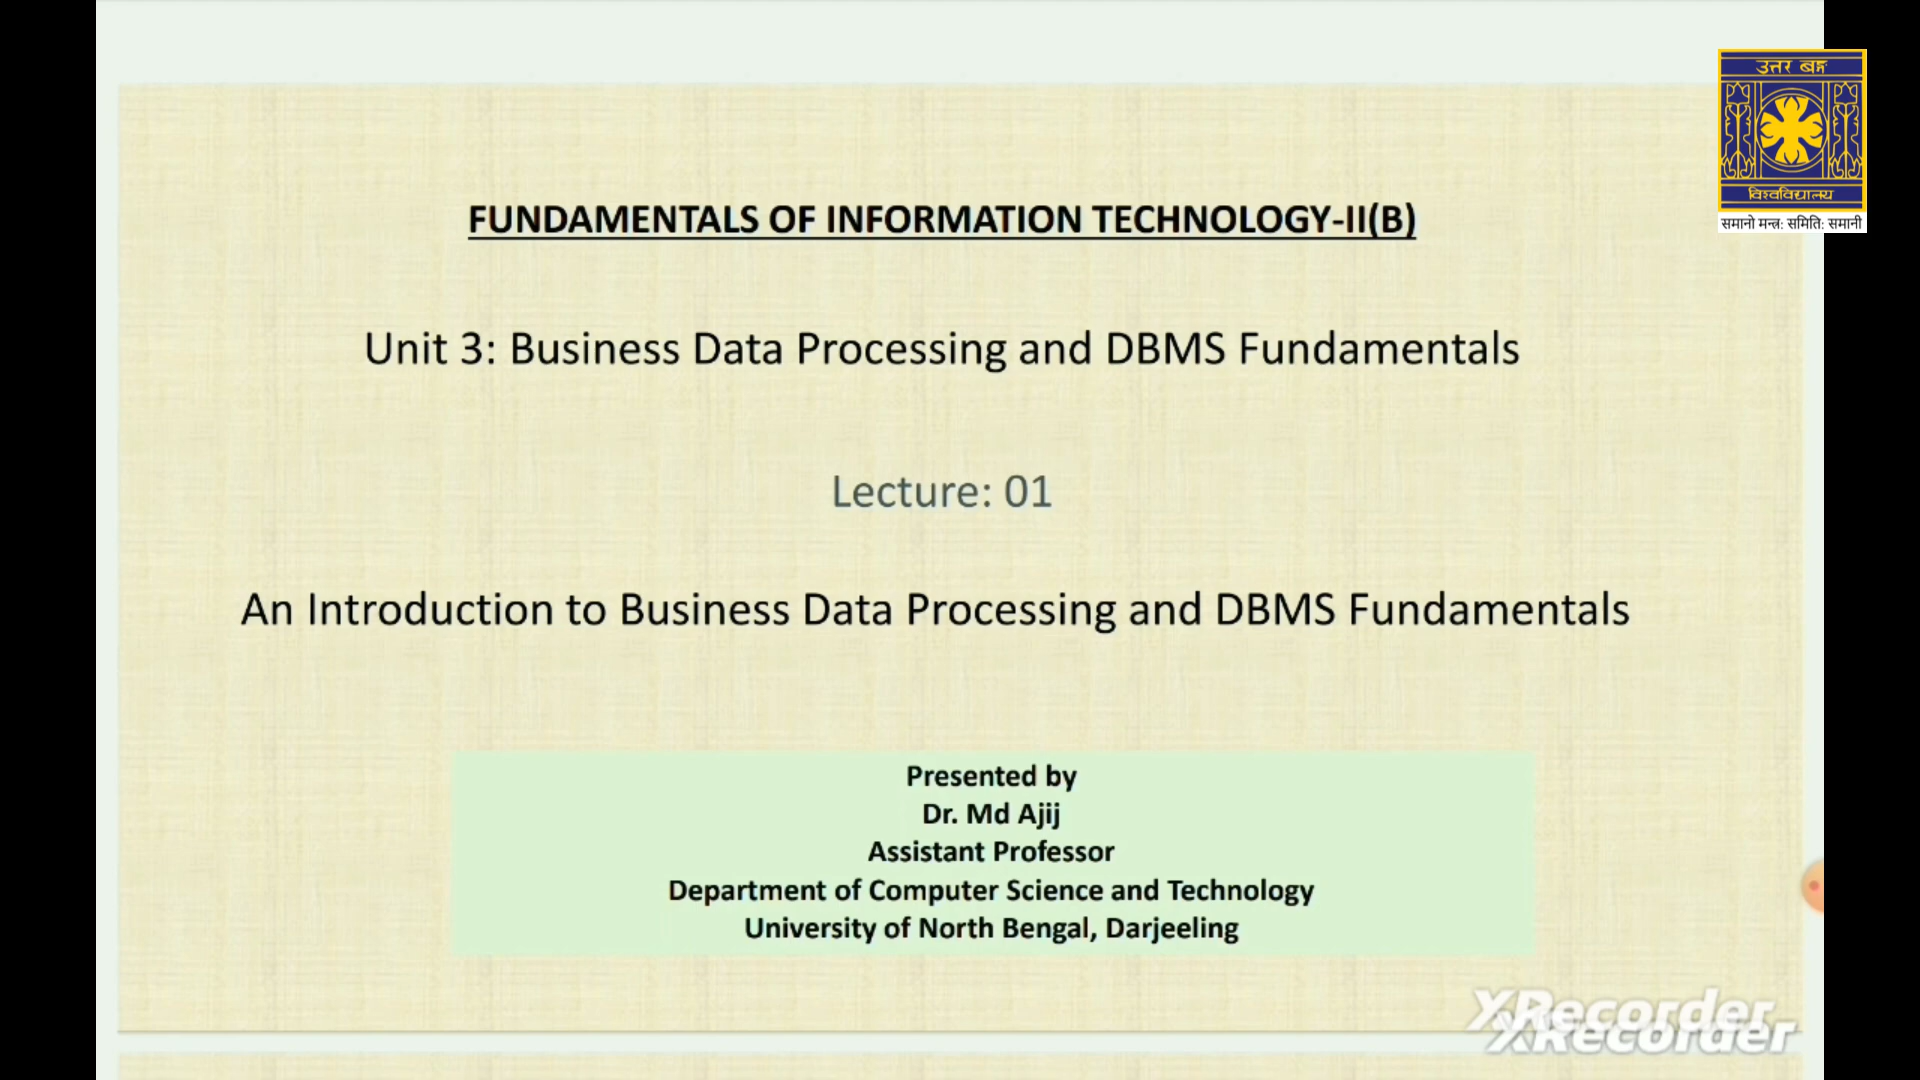 उत्तर बङ्ग
विश्वविद्यालय
समानो मन्त्र: समिति: समानी
FUNDAMENTALS OF INFORMATION TECHNOLOGY-II(B)
Unit 3: Business Data Processing and DBMS Fundamentals
Lecture: 01
An Introduction to Business Data Processing and DBMS Fundamentals
Presented by
Dr. Md Ajij
Assistant Professor
Department of Computer Science and Technology
University of North Bengal, Darjeeling
XRecorder
XRecorder